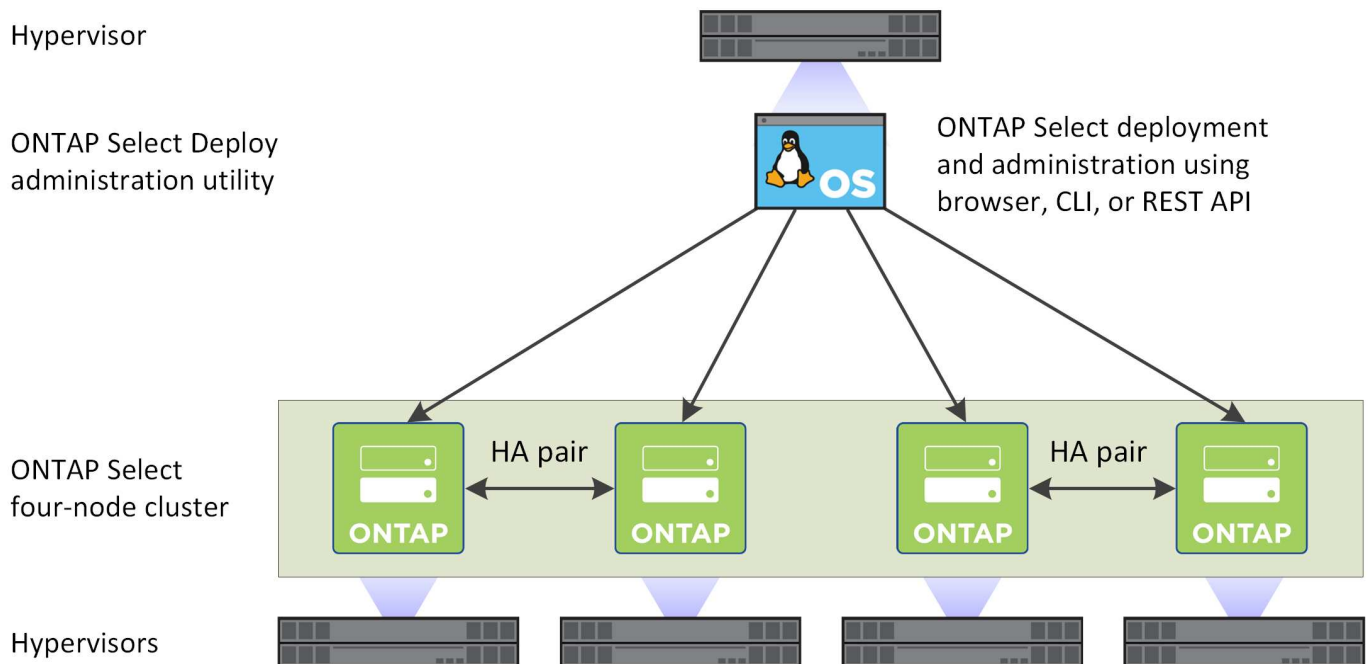 Hypervisor
ONTAP Select Deploy
administration utility
OS
ONTAP Select deployment
and administration using
browser, CLI, or REST API
ONTAP Select
four-node cluster
HA pair
HA pair
ONTAP
ONTAP
ONTAP
ONTAP
Hypervisors